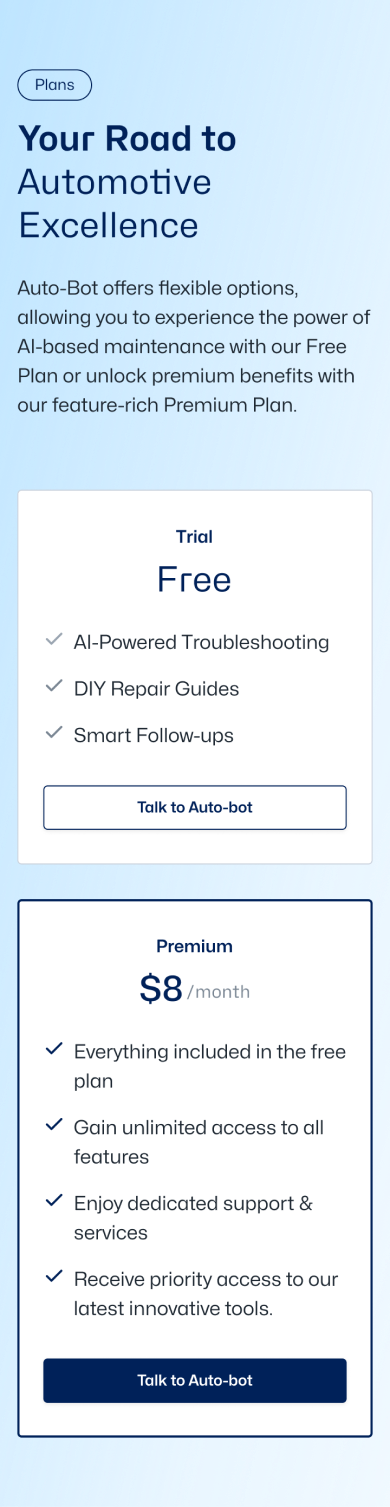 Plans
Your Road to
Automotive
Excellence
Auto-Bot offers flexible options,
allowing you to experience the power of
AI-based maintenance with our Free
Plan or unlock premium benefits with
our feature-rich Premium Plan.
Trial
Free
AI-Powered Troubleshooting
DIY Repair Guides
Smart Follow-ups
Talk to Auto-bot
Premium
$8 /month
Everything included in the free
plan
Gain unlimited access to all
features
Enjoy dedicated support &
services
Receive priority access to our
latest innovative tools.
Talk to Auto-bot